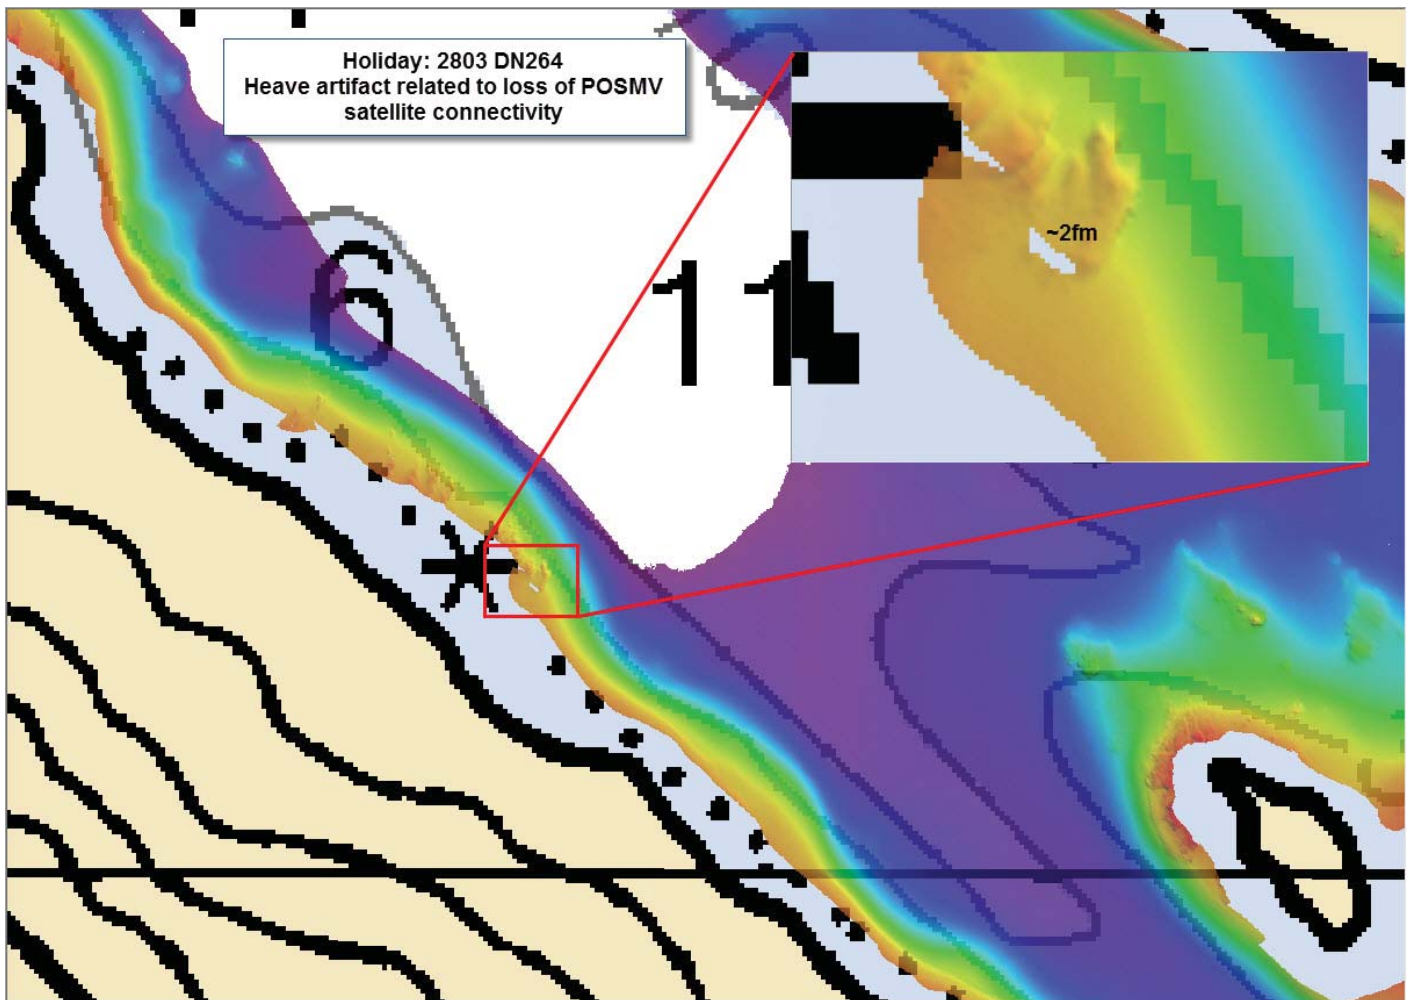 Holiday: 2803 DN264
Heave artifact related to loss of POSMV
satellite connectivity
~2fm
6
11